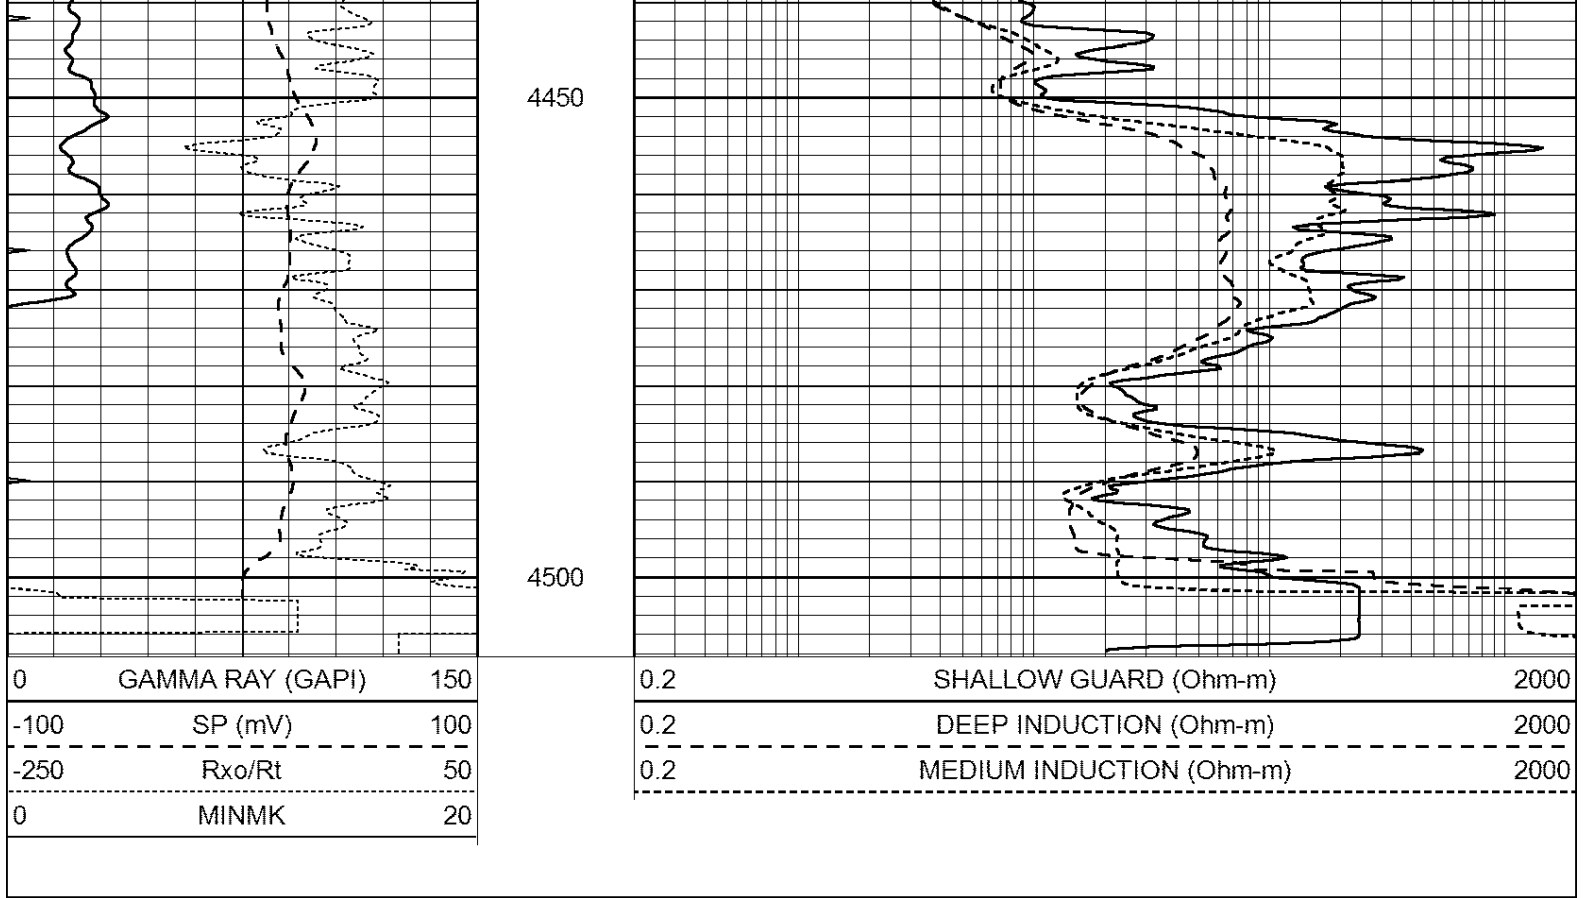 4450
4500
0 GAMMA RAY (GAPI) 150
-100 SP (mV) 100
-250 Rxo/Rt 50
0 MINMK 20
0.2 SHALLOW GUARD (Ohm-m) 2000
0.2 DEEP INDUCTION (Ohm-m) 2000
0.2 MEDIUM INDUCTION (Ohm-m) 2000